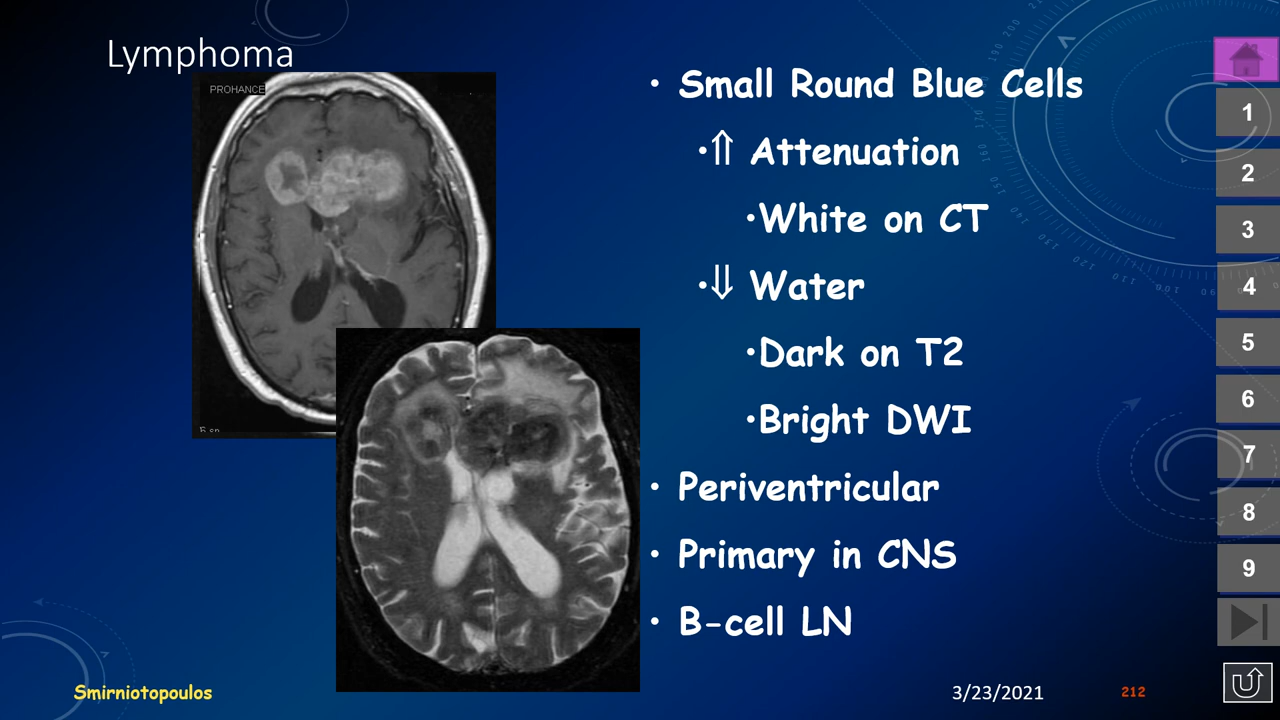 Lymphoma
PROHANCE
• Small Round Blue Cells
•⇑ Attenuation
•White on CT
•⇓ Water
•Dark on T2
•Bright DWI
• Periventricular
• Primary in CNS
• B-cell LN
1
2
3
4
5
6
7
8
9
Smirniotopoulos
3/23/2021
212